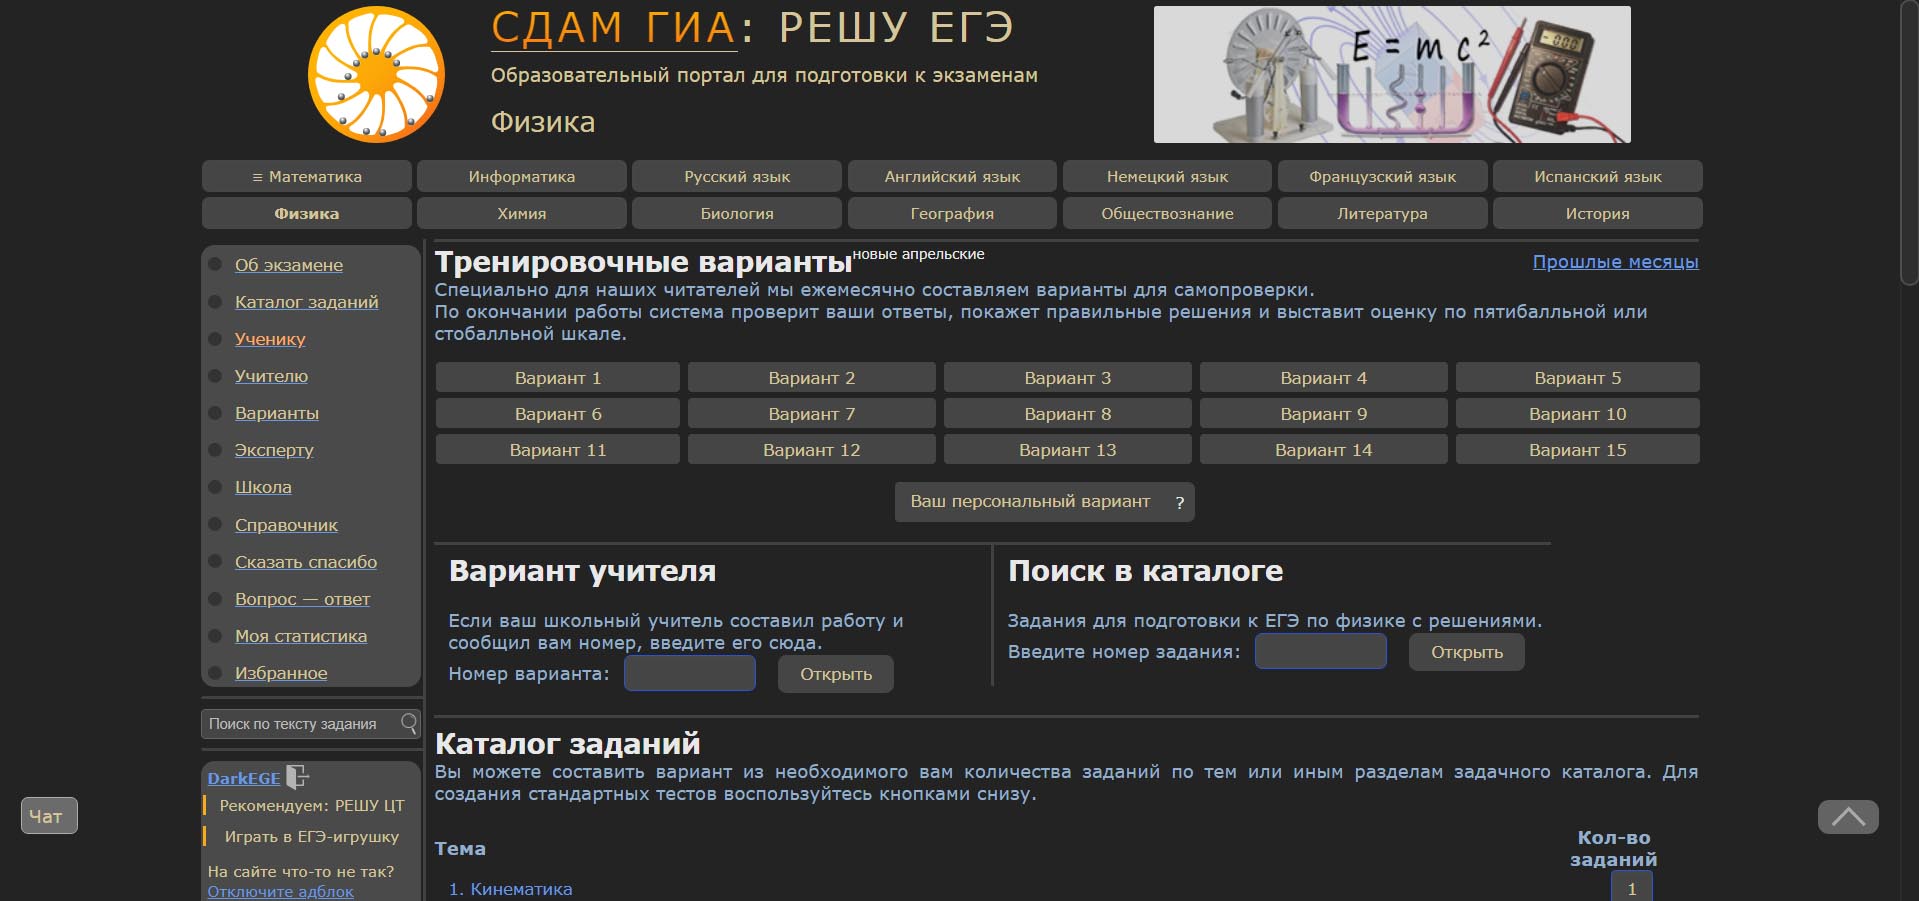 СДАМ ГИА: РЕШУ ЕГЭ
Образовательный портал для подготовки к экзаменам
Физика
E = m c²
-000
≡ Математика
Информатика
Русский язык
Английский язык
Немецкий язык
Французский язык
Испанский язык
Физика
Химия
Биология
География
Обществознание
Литература
История
Об экзамене
Каталог заданий
Ученику
Учителю
Варианты
Эксперту
Школа
Справочник
Сказать спасибо
Вопрос — ответ
Моя статистика
Избранное
Поиск по тексту задания
DarkEGE
Рекомендуем: РЕШУ ЦТ
Играть в ЕГЭ-игрушку
На сайте что-то не так?
Отключите адблок
Чат
Тренировочные варианты новые апрельские
Прошлые месяцы
Специально для наших читателей мы ежемесячно составляем варианты для самопроверки.
По окончании работы система проверит ваши ответы, покажет правильные решения и выставит оценку по пятибалльной или
стобалльной шкале.
Вариант 1
Вариант 2
Вариант 3
Вариант 4
Вариант 5
Вариант 6
Вариант 7
Вариант 8
Вариант 9
Вариант 10
Вариант 11
Вариант 12
Вариант 13
Вариант 14
Вариант 15
Ваш персональный вариант ?
Вариант учителя
Если ваш школьный учитель составил работу и
сообщил вам номер, введите его сюда.
Номер варианта:
Открыть
Поиск в каталоге
Задания для подготовки к ЕГЭ по физике с решениями.
Введите номер задания:
Открыть
Каталог заданий
Вы можете составить вариант из необходимого вам количества заданий по тем или иным разделам задачного каталога. Для
создания стандартных тестов воспользуйтесь кнопками снизу.
Тема
Кол-во
заданий
1. Кинематика
1